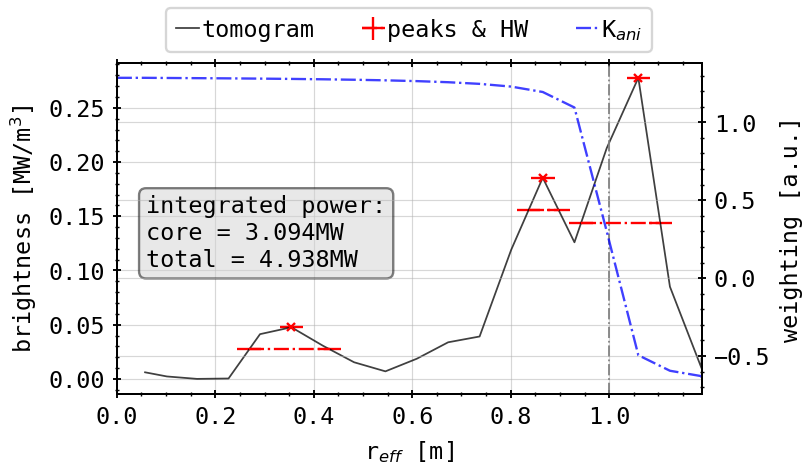 tomogram peaks & HW K_ani
brightness [MW/m³]
0.25
0.20
0.15
0.10
0.05
0.00
integrated power:
core = 3.094MW
total = 4.938MW
1.0
0.5
0.0
−0.5
weighting [a.u.]
0.0 0.2 0.4 0.6 0.8 1.0
r_eff [m]